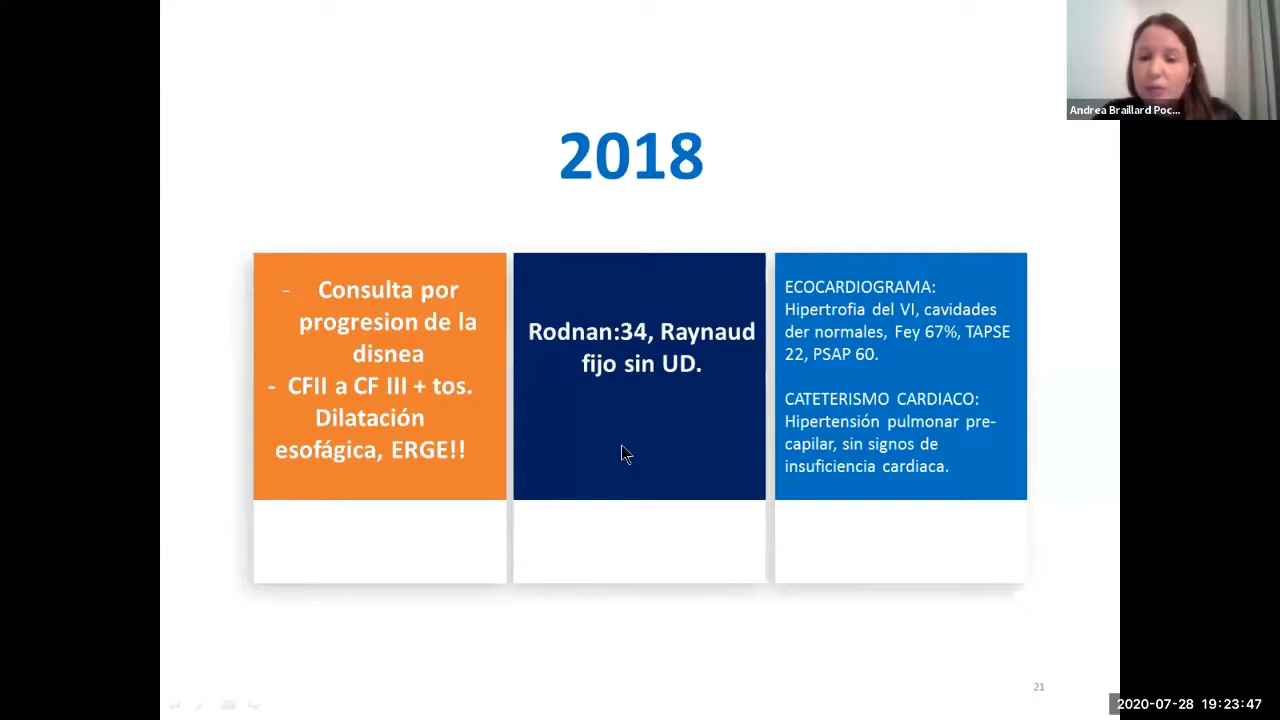 Andrea Braillard Poc...
2018
- Consulta por
progresion de la
disnea
- CFII a CF III + tos.
Dilatación
esofágica, ERGE!!
Rodnan:34, Raynaud
fijo sin UD.
ECOCARDIOGRAMA:
Hipertrofia del VI, cavidades
der normales, Fey 67%, TAPSE
22, PSAP 60.
CATETERISMO CARDIACO:
Hipertensión pulmonar pre-
capilar, sin signos de
insuficiencia cardiaca.
21
2020-07-28 19:23:47